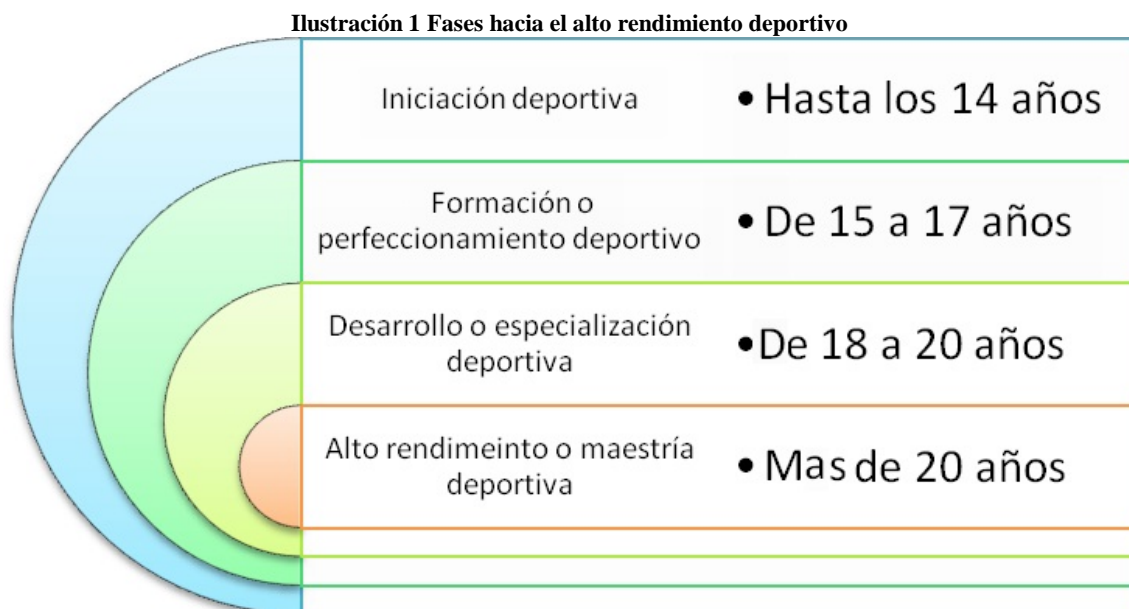 Ilustración 1 Fases hacia el alto rendimiento deportivo
Iniciación deportiva
• Hasta los 14 años
Formación o
perfeccionamiento deportivo
• De 15 a 17 años
Desarrollo o especialización
deportiva
•De 18 a 20 años
Alto rendimeinto o maestría
deportiva
• Mas de 20 años